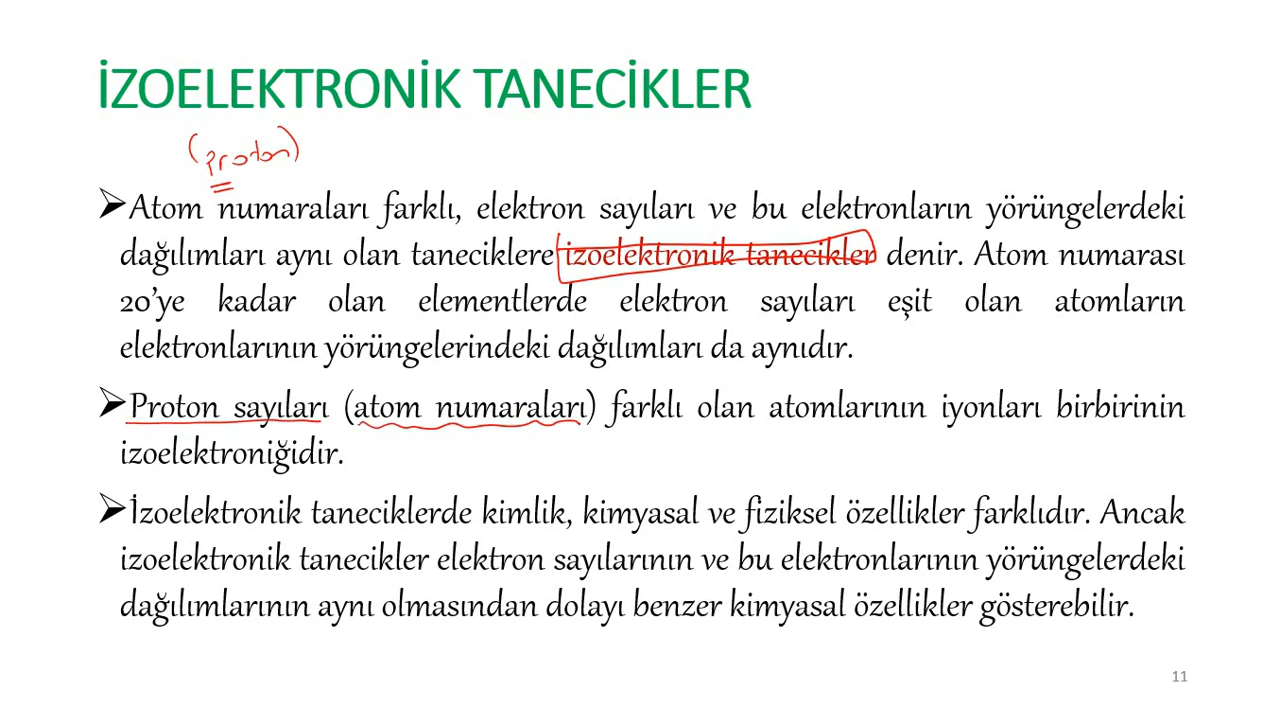 İZOELEKTRONİK TANECİKLER
(proton)
➢Atom numaraları farklı, elektron sayıları ve bu elektronların yörüngelerdeki
dağılımları aynı olan taneciklere izoelektronik tanecikler denir. Atom numarası
20’ye kadar olan elementlerde elektron sayıları eşit olan atomların
elektronlarının yörüngelerindeki dağılımları da aynıdır.
➢Proton sayıları (atom numaraları) farklı olan atomlarının iyonları birbirinin
izoelektroniğidir.
➢İzoelektronik taneciklerde kimlik, kimyasal ve fiziksel özellikler farklıdır. Ancak
izoelektronik tanecikler elektron sayılarının ve bu elektronlarının yörüngelerdeki
dağılımlarının aynı olmasından dolayı benzer kimyasal özellikler gösterebilir.
11